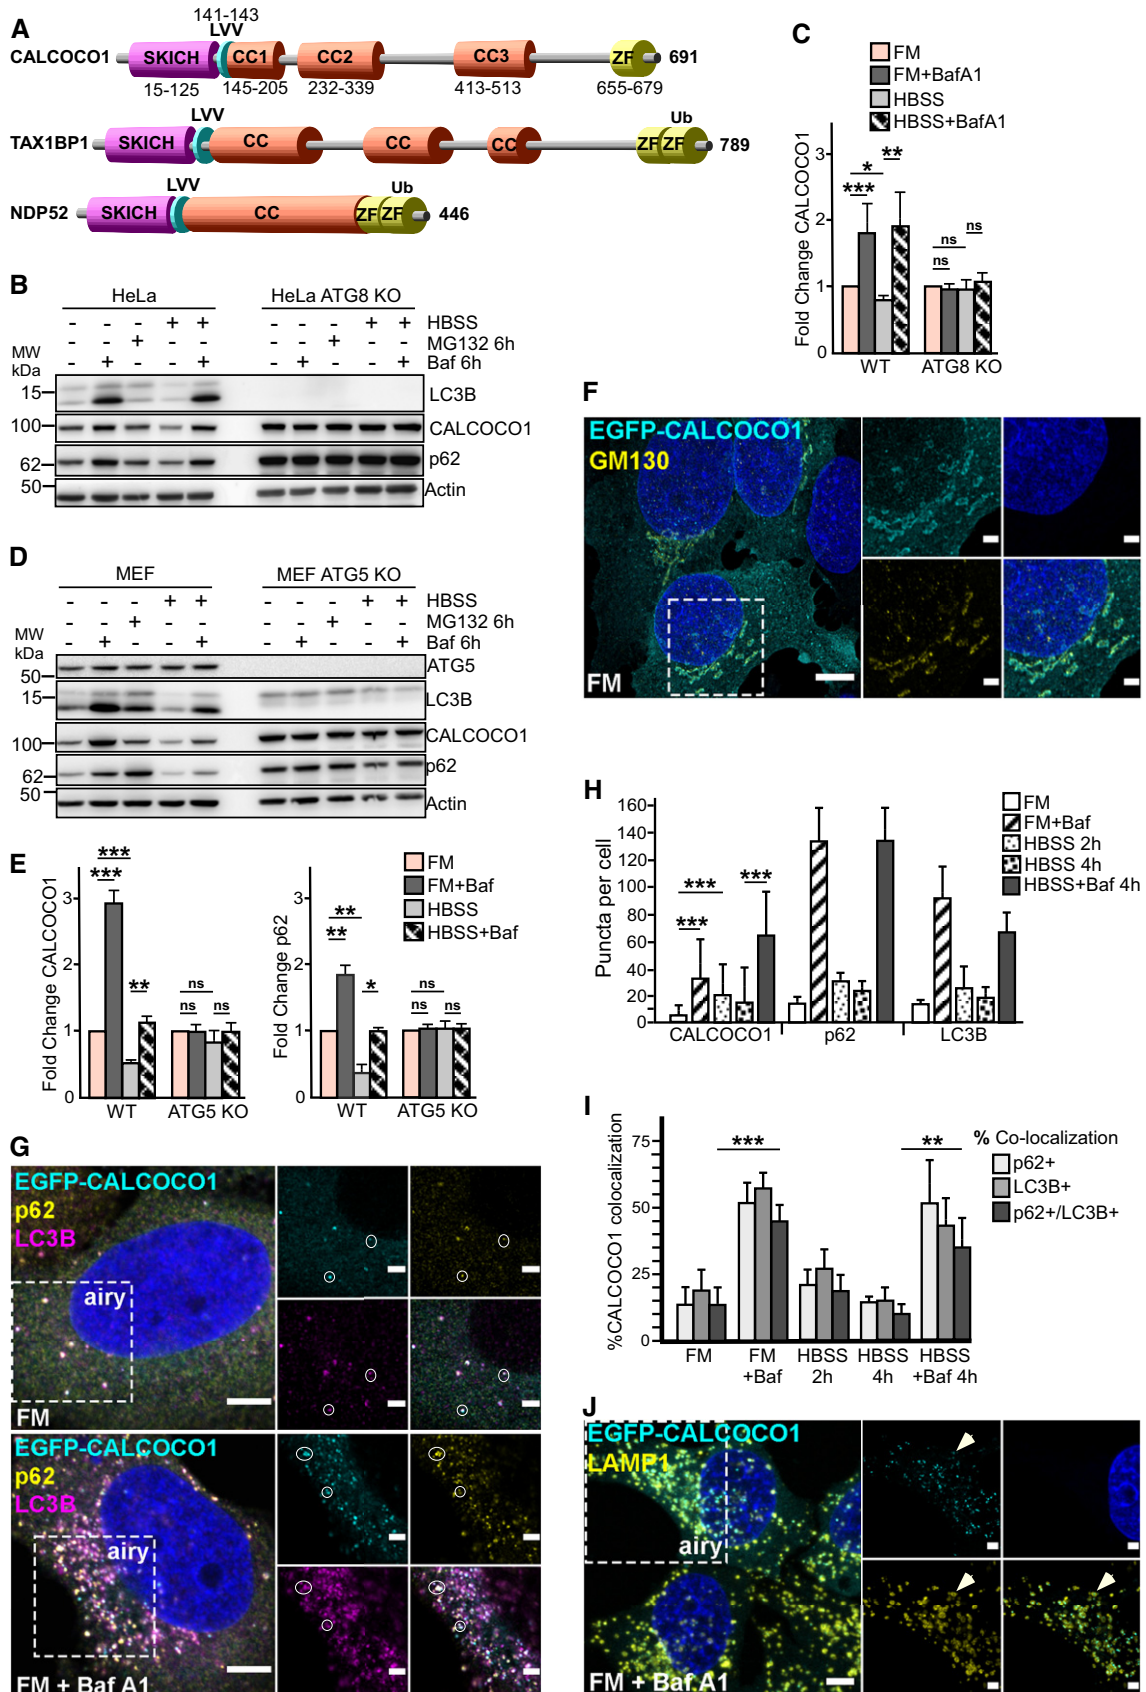 A
141-143
LVV
CALCOCO1 SKICH CC1 CC2 CC3 ZF 691
15-125 145-205 232-339 413-513 655-679
LVV Ub
TAX1BP1 SKICH CC CC CC ZF ZF 789
LVV Ub
NDP52 SKICH CC ZF ZF 446
B
HeLa HeLa ATG8 KO
- - - + + - - - + + HBSS
- - + - - - - + - - MG132 6h
- + - - + - + - - + Baf 6h
MW
kDa
15 LC3B
100 CALCOCO1
62 p62
50 Actin
C
FM
FM+BafA1
HBSS
HBSS+BafA1
Fold Change CALCOCO1
3
2
1
0
*** * **
ns ns ns
WT ATG8 KO
D
MEF MEF ATG5 KO
- - - + + - - - + + HBSS
- - + - - - - + - - MG132 6h
- + - - + - + - - + Baf 6h
MW
kDa
50 ATG5
15 LC3B
100 CALCOCO1
62 p62
50 Actin
E
Fold Change CALCOCO1
3
2
1
0
***
*** **
ns
ns ns
WT ATG5 KO
Fold Change p62
3
2
1
0
**
** *
ns
ns ns
WT ATG5 KO
FM
FM+Baf
HBSS
HBSS+Baf
F
EGFP-CALCOCO1
GM130
FM
G
EGFP-CALCOCO1
p62
LC3B
airy
FM
EGFP-CALCOCO1
p62
LC3B
airy
FM + Baf A1
H
Puncta per cell
160
140
120
100
80
60
40
20
0
*** *** ***
CALCOCO1 p62 LC3B
FM
FM+Baf
HBSS 2h
HBSS 4h
HBSS+Baf 4h
I
%CALCOCO1 colocalization
75
50
25
0
*** **
FM FM +Baf HBSS 2h HBSS 4h HBSS +Baf 4h
% Co-localization
p62+
LC3B+
p62+/LC3B+
J
EGFP-CALCOCO1
LAMP1
airy
FM + Baf A1